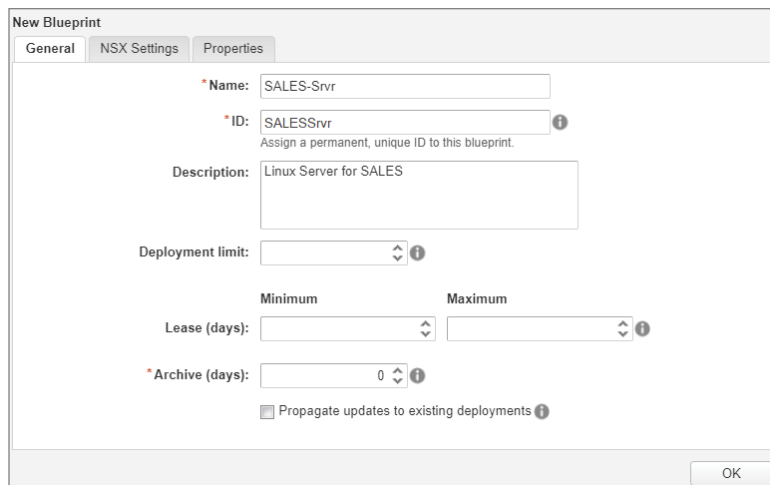 New Blueprint
General NSX Settings Properties
*Name: SALES-Srvr
*ID: SALESSrvr
Assign a permanent, unique ID to this blueprint.
Description: Linux Server for SALES
Deployment limit:
Minimum Maximum
Lease (days):
*Archive (days): 0
Propagate updates to existing deployments
OK